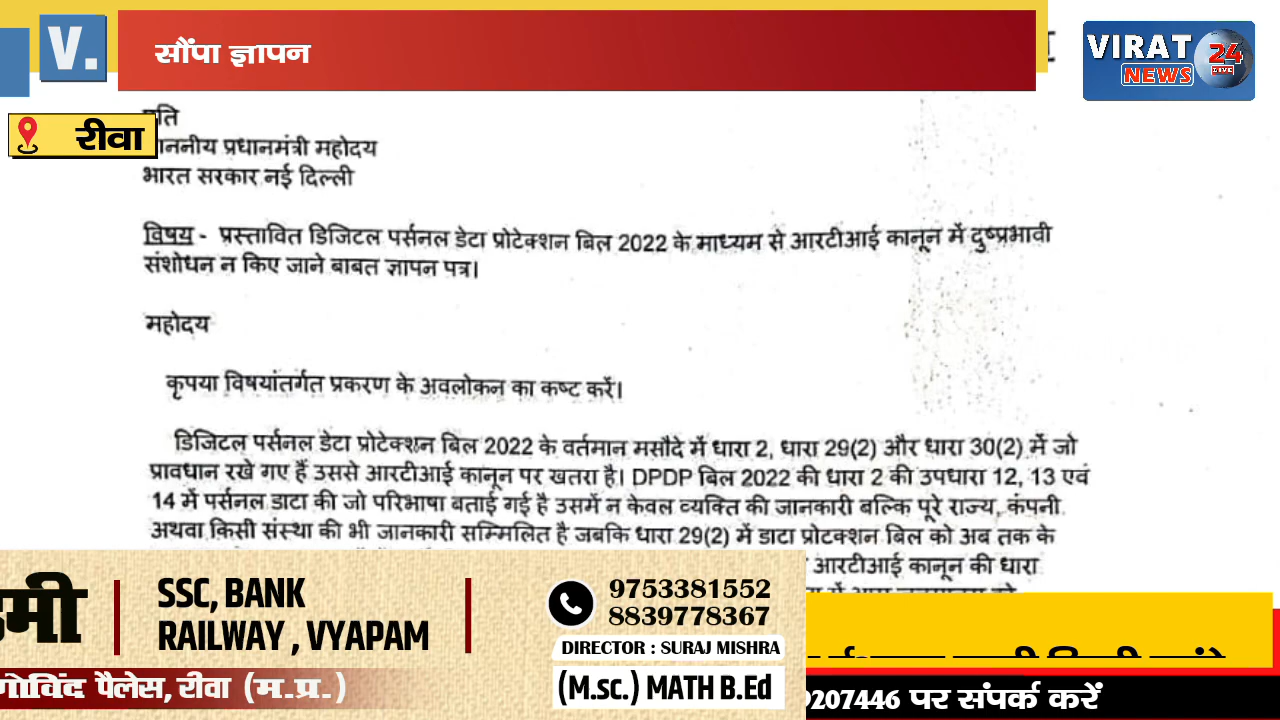 V.
सौंपा ज्ञापन
VIRAT
NEWS
24
LIVE
रीवा
माननीय प्रधानमंत्री महोदय
भारत सरकार नई दिल्ली
विषय - प्रस्तावित डिजिटल पर्सनल डेटा प्रोटेक्शन बिल 2022 के माध्यम से आरटीआई कानून में दुष्प्रभावी
संशोधन न किए जाने बाबत ज्ञापन पत्र।
महोदय
कृपया विषयांतर्गत प्रकरण के अवलोकन का कष्ट करें।
डिजिटल पर्सनल डेटा प्रोटेक्शन बिल 2022 के वर्तमान मसौदे में धारा 2, धारा 29(2) और धारा 30(2) में जो
प्रावधान रखे गए हैं उससे आरटीआई कानून पर खतरा है। DPDP बिल 2022 की धारा 2 की उपधारा 12, 13 एवं
14 में पर्सनल डाटा की जो परिभाषा बताई गई है उसमें न केवल व्यक्ति की जानकारी बल्कि पूरे राज्य, कंपनी
अथवा किसी संस्था की भी जानकारी सम्मिलित है जबकि धारा 29(2) में डाटा प्रोटक्शन बिल को अब तक के
आरटीआई कानून की धारा
SSC, BANK
RAILWAY , VYAPAM
9753381552
8839778367
DIRECTOR : SURAJ MISHRA
(M.sc.) MATH B.Ed
गोविंद पैलेस, रीवा (म.प्र.)
207446 पर संपर्क करें